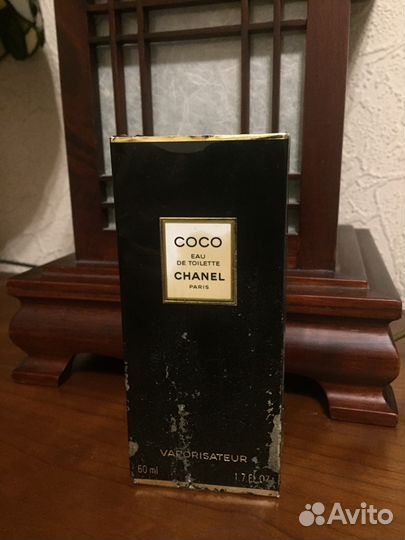 COCO
EAU
DE TOILETTE
CHANEL
PARIS
VAPORISATEUR
50 ml 1.7 FL.OZ.
Avito